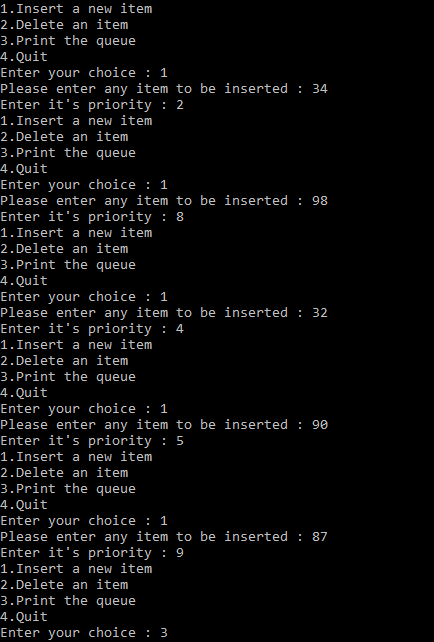 1.Insert a new item
2.Delete an item
3.Print the queue
4.Quit
Enter your choice : 1
Please enter any item to be inserted : 34
Enter it's priority : 2
1.Insert a new item
2.Delete an item
3.Print the queue
4.Quit
Enter your choice : 1
Please enter any item to be inserted : 98
Enter it's priority : 8
1.Insert a new item
2.Delete an item
3.Print the queue
4.Quit
Enter your choice : 1
Please enter any item to be inserted : 32
Enter it's priority : 4
1.Insert a new item
2.Delete an item
3.Print the queue
4.Quit
Enter your choice : 1
Please enter any item to be inserted : 90
Enter it's priority : 5
1.Insert a new item
2.Delete an item
3.Print the queue
4.Quit
Enter your choice : 1
Please enter any item to be inserted : 87
Enter it's priority : 9
1.Insert a new item
2.Delete an item
3.Print the queue
4.Quit
Enter your choice : 3